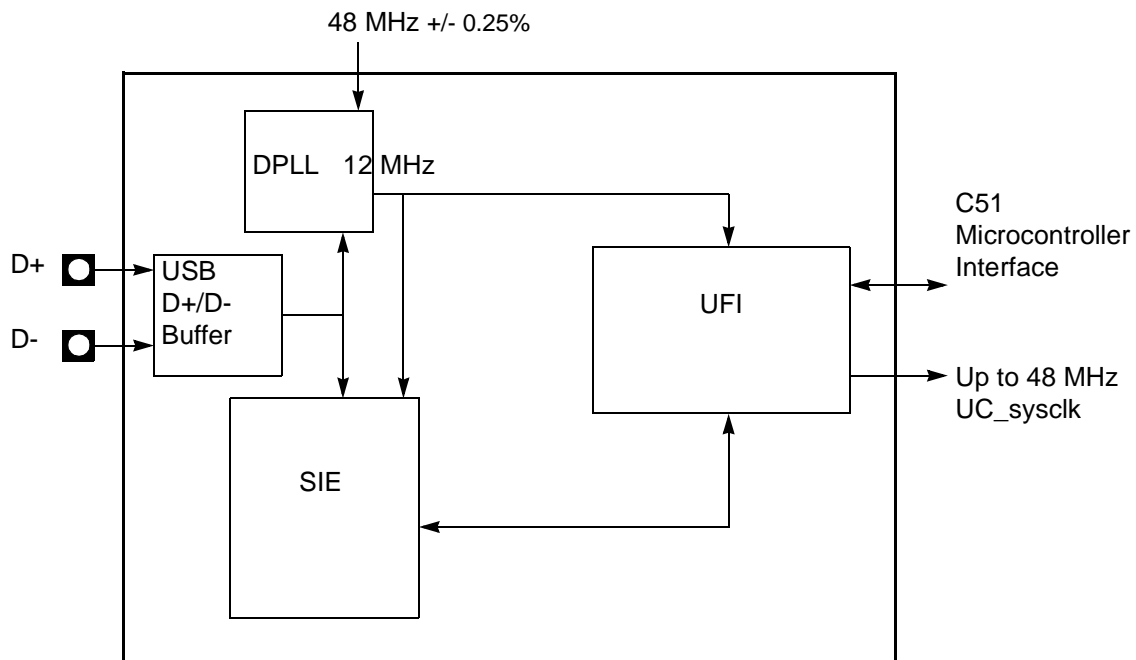 48 MHz +/- 0.25%
DPLL 12 MHz
D+
USB
D+/D-
Buffer
D-
C51
Microcontroller
Interface
UFI
Up to 48 MHz
UC_sysclk
SIE